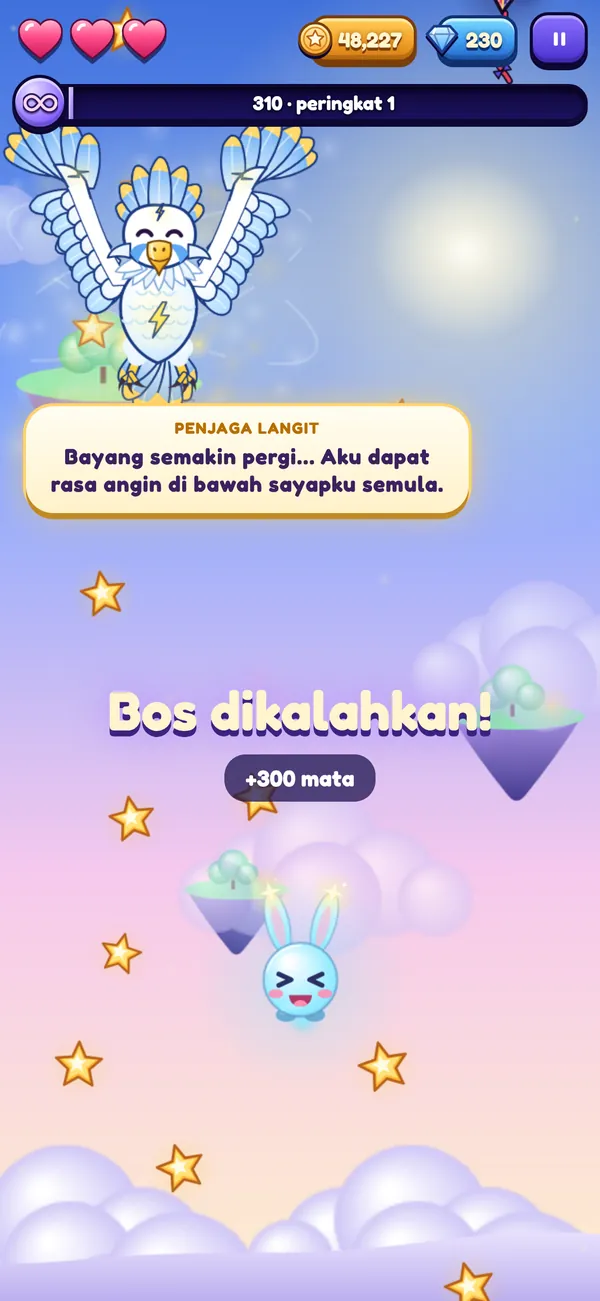 48,227
230
310 · peringkat 1
PENJAGA LANGIT
Bayang semakin pergi... Aku dapat
rasa angin di bawah sayapku semula.
Bos dikalahkan!
+300 mata